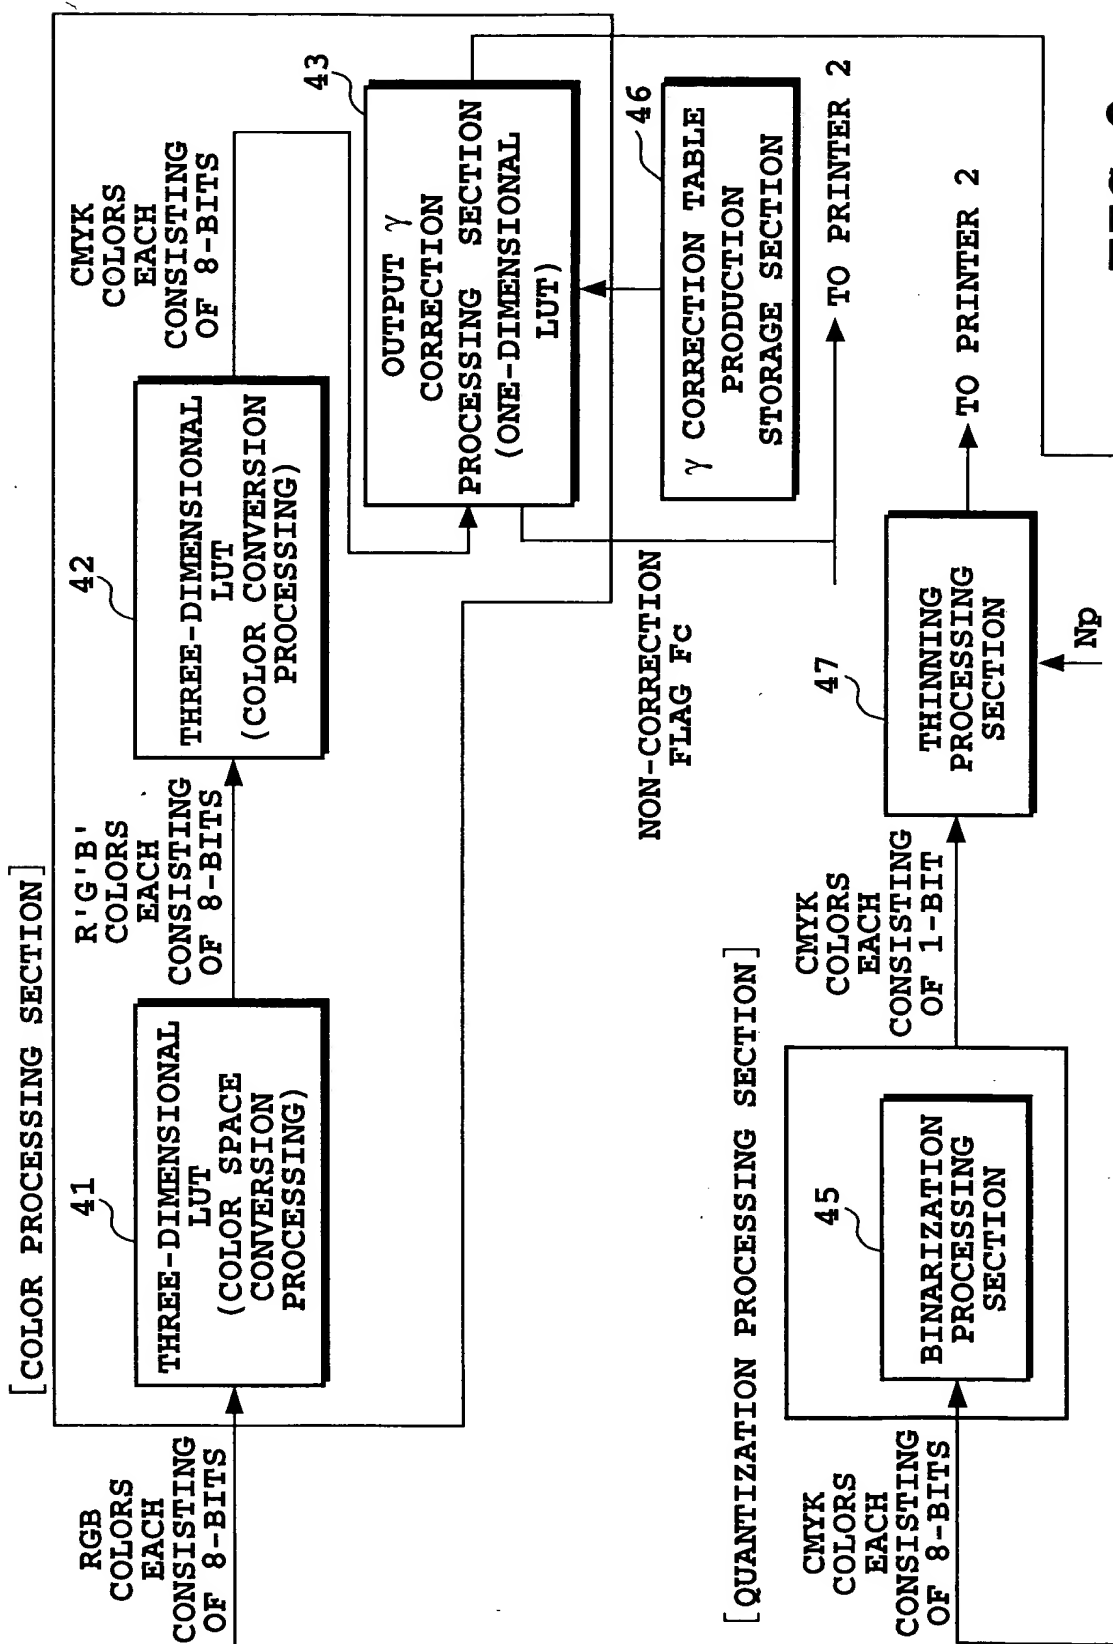 [COLOR PROCESSING SECTION]
RGB
COLORS
EACH
CONSISTING
OF 8-BITS
41
THREE-DIMENSIONAL
LUT
(COLOR SPACE
CONVERSION
PROCESSING)
R'G'B'
COLORS
EACH
CONSISTING
OF 8-BITS
42
THREE-DIMENSIONAL
LUT
(COLOR CONVERSION
PROCESSING)
CMYK
COLORS
EACH
CONSISTING
OF 8-BITS
43
OUTPUT γ
CORRECTION
PROCESSING SECTION
(ONE-DIMENSIONAL
LUT)
46
γ CORRECTION TABLE
PRODUCTION
STORAGE SECTION
NON-CORRECTION
FLAG Fc
TO PRINTER 2
[QUANTIZATION PROCESSING SECTION]
CMYK
COLORS
EACH
CONSISTING
OF 8-BITS
45
BINARIZATION
PROCESSING
SECTION
CMYK
COLORS
EACH
CONSISTING
OF 1-BIT
47
THINNING
PROCESSING
SECTION
Np
TO PRINTER 2